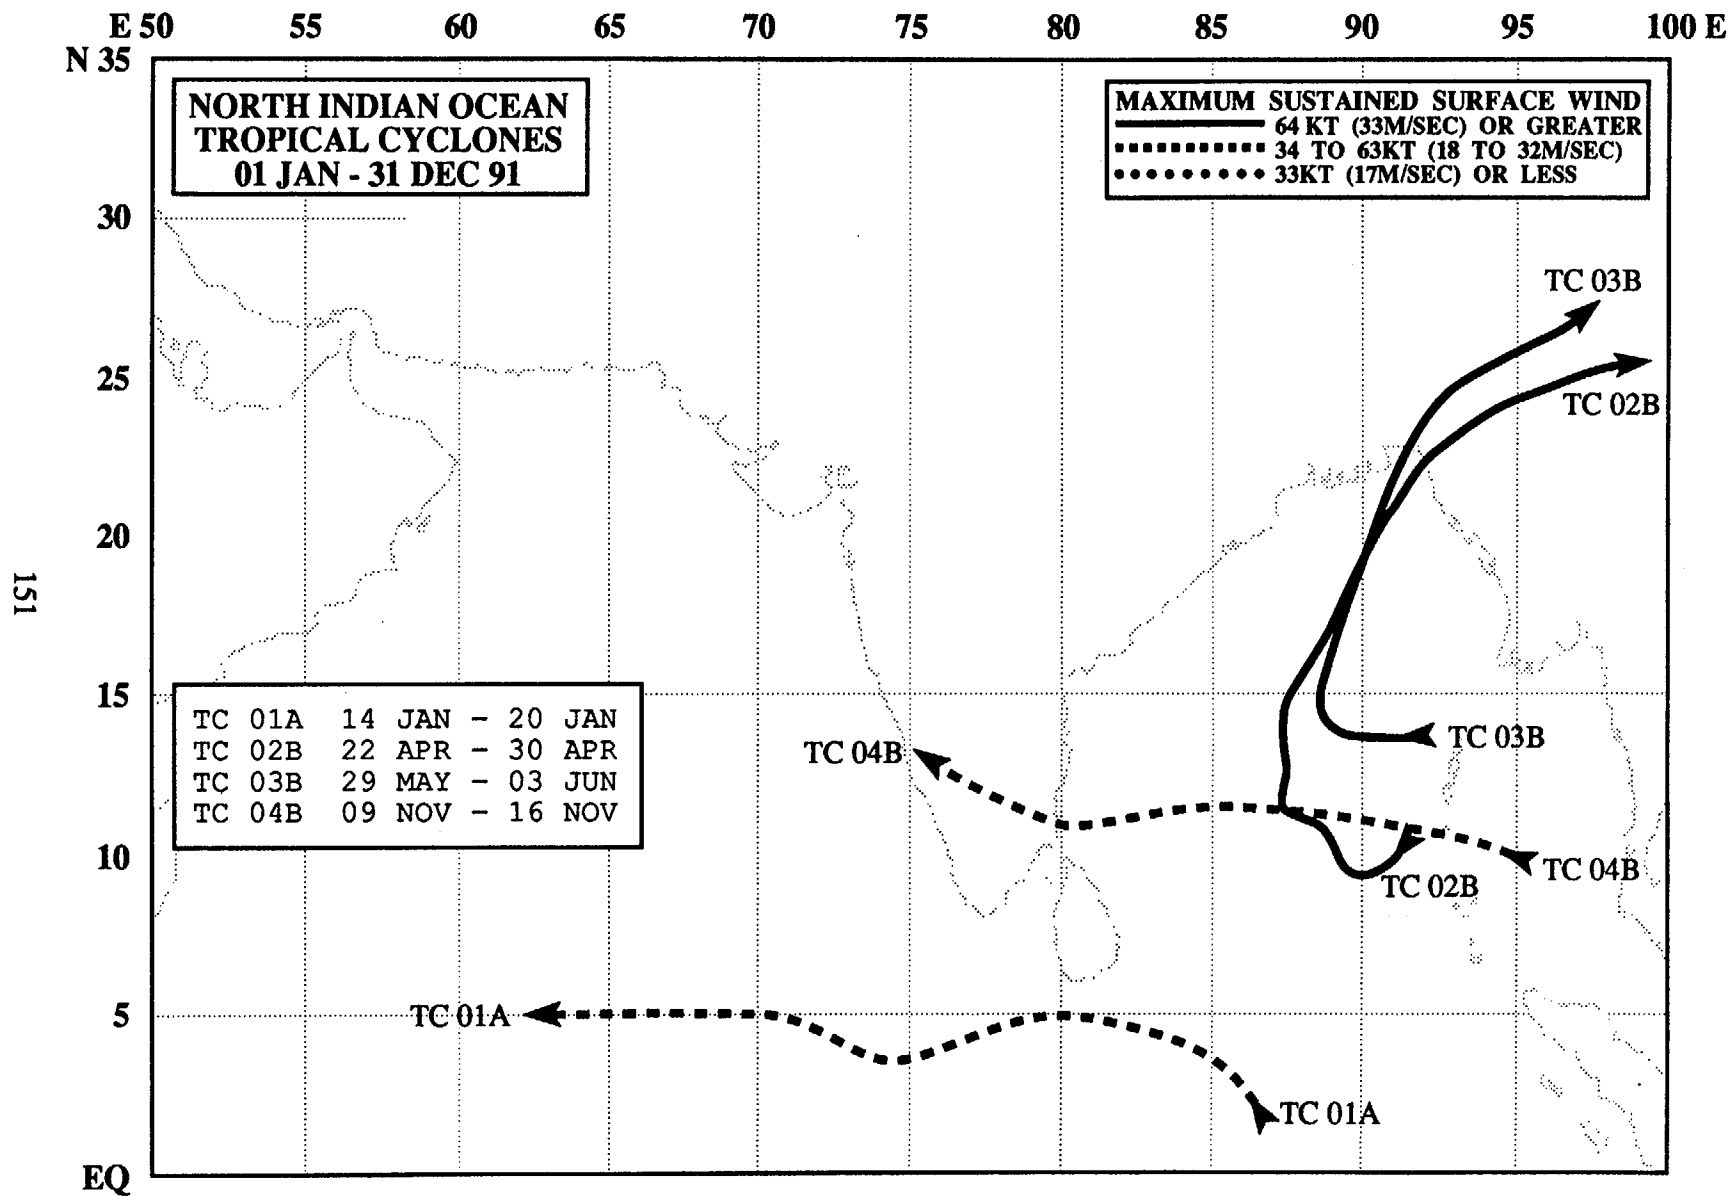 E 50 55 60 65 70 75 80 85 90 95 100 E
N 35
NORTH INDIAN OCEAN
TROPICAL CYCLONES
01 JAN - 31 DEC 91
MAXIMUM SUSTAINED SURFACE WIND
64 KT (33M/SEC) OR GREATER
34 TO 63KT (18 TO 32M/SEC)
33KT (17M/SEC) OR LESS
30
TC 03B
25
TC 02B
20
151
15
TC 01A 14 JAN - 20 JAN
TC 02B 22 APR - 30 APR
TC 03B 29 MAY - 03 JUN
TC 04B 09 NOV - 16 NOV
TC 03B
TC 04B
10
TC 04B
TC 02B
5
TC 01A
TC 01A
EQ